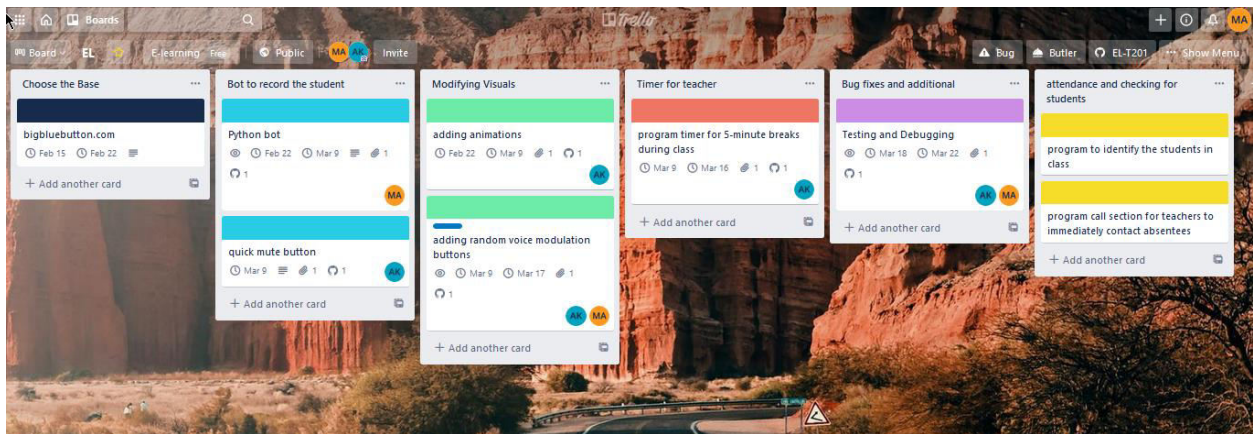 Boards
Trello
MA
Board
EL
E-learning Free
Public
MA AK
Invite
Bug
Butler
EL-T201
Show Menu
Choose the Base
bigbluebutton.com
Feb 15 Feb 22
+ Add another card
Bot to record the student
Python bot
Feb 22 Mar 9 1
1
MA
quick mute button
Mar 9 1 1
AK
+ Add another card
Modifying Visuals
adding animations
Feb 22 Mar 9 1 1
AK
adding random voice modulation
buttons
Mar 9 Mar 17 1
1
AK MA
+ Add another card
Timer for teacher
program timer for 5-minute breaks
during class
Mar 9 Mar 16 1 1
AK
+ Add another card
Bug fixes and additional
Testing and Debugging
Mar 18 Mar 22 1
1
AK MA
+ Add another card
attendance and checking for
students
program to identify the students in
class
program call section for teachers to
immediately contact absentees
+ Add another card